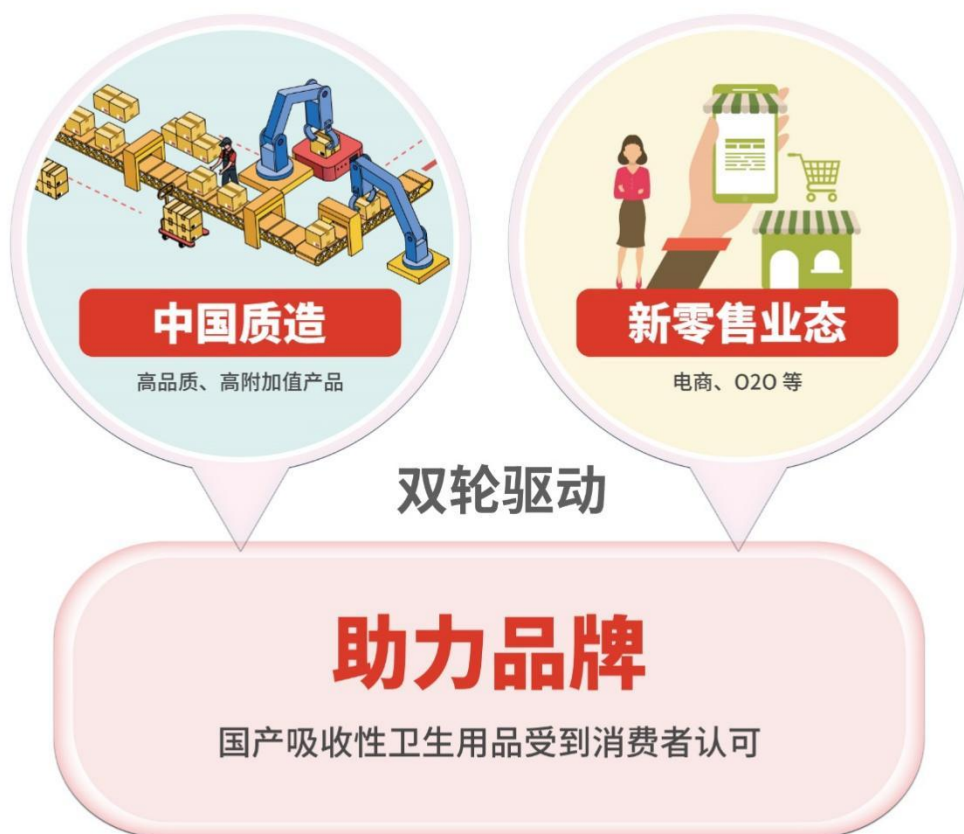 中国质造
高品质、高附加值产品
新零售业态
电商、O2O 等
双轮驱动
助力品牌
国产吸收性卫生用品受到消费者认可